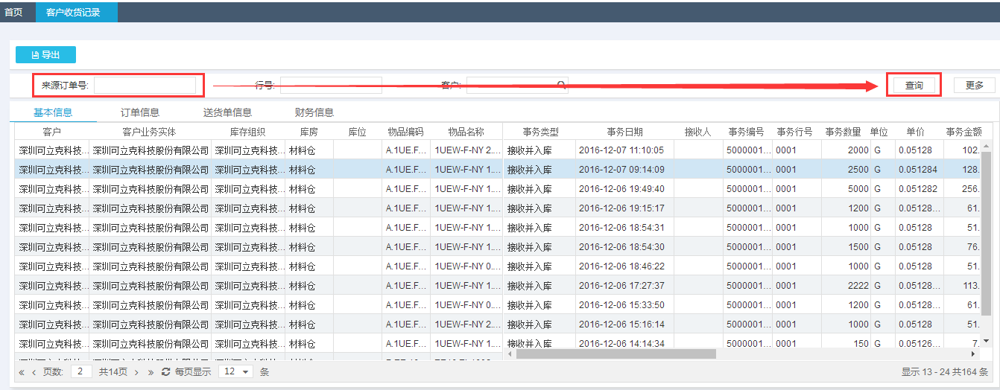 首页 客户收货记录
导出
来源订单号: 行号: 客户: 查询 更多
基本信息 订单信息 送货单信息 财务信息
客户 客户业务实体 库存组织 库房 库位 物品编码 物品名称 事务类型 事务日期 接收人 事务编号 事务行号 事务数量 单位 单价 事务金额
深圳可立克科技... 深圳可立克科技股份有限公司 深圳可立克科技... 材料仓 A.1UE.F... 1UEW-F-NY 2.... 接收并入库 2016-12-07 11:10:05 5000001... 0001 2000 G 0.05128 102.
深圳可立克科技... 深圳可立克科技股份有限公司 深圳可立克科技... 材料仓 A.1UE.F... 1UEW-F-NY 1.... 接收并入库 2016-12-07 09:14:09 5000001... 0001 2500 G 0.051284 128.
深圳可立克科技... 深圳可立克科技股份有限公司 深圳可立克科技... 材料仓 A.1UE.F... 1UEW-F-NY 1.... 接收并入库 2016-12-06 19:49:40 5000001... 0001 5000 G 0.051282 256.
深圳可立克科技... 深圳可立克科技股份有限公司 深圳可立克科技... 材料仓 A.1UE.F... 1UEW-F-NY 1.... 接收并入库 2016-12-06 19:15:17 5000001... 0001 1200 G 0.05128... 61.
深圳可立克科技... 深圳可立克科技股份有限公司 深圳可立克科技... 材料仓 A.1UE.F... 1UEW-F-NY 1.... 接收并入库 2016-12-06 18:54:31 5000001... 0001 1000 G 0.05128... 51.
深圳可立克科技... 深圳可立克科技股份有限公司 深圳可立克科技... 材料仓 A.1UE.F... 1UEW-F-NY 1.... 接收并入库 2016-12-06 18:54:30 5000001... 0001 1500 G 0.05128... 76.
深圳可立克科技... 深圳可立克科技股份有限公司 深圳可立克科技... 材料仓 A.1UE.F... 1UEW-F-NY 0.... 接收并入库 2016-12-06 18:46:22 5000001... 0001 1000 G 0.05128... 51.
深圳可立克科技... 深圳可立克科技股份有限公司 深圳可立克科技... 材料仓 A.1UE.F... 1UEW-F-NY 1.... 接收并入库 2016-12-06 17:27:37 5000001... 0001 2222 G 0.05128... 113.
深圳可立克科技... 深圳可立克科技股份有限公司 深圳可立克科技... 材料仓 A.1UE.F... 1UEW-F-NY 0.... 接收并入库 2016-12-06 15:33:50 5000001... 0001 1200 G 0.05128... 61.
深圳可立克科技... 深圳可立克科技股份有限公司 深圳可立克科技... 材料仓 A.1UE.F... 1UEW-F-NY 2.... 接收并入库 2016-12-06 15:16:14 5000001... 0001 1000 G 0.05128... 51.
深圳可立克科技... 深圳可立克科技股份有限公司 深圳可立克科技... 材料仓 A.1UE.F... 1UEW-F-NY 1.... 接收并入库 2016-12-06 14:14:34 5000001... 0001 150 G 0.05126... 7.
« ‹ 页数: 2 共14页 › » 每页显示 12 条 显示 13 - 24 共164 条